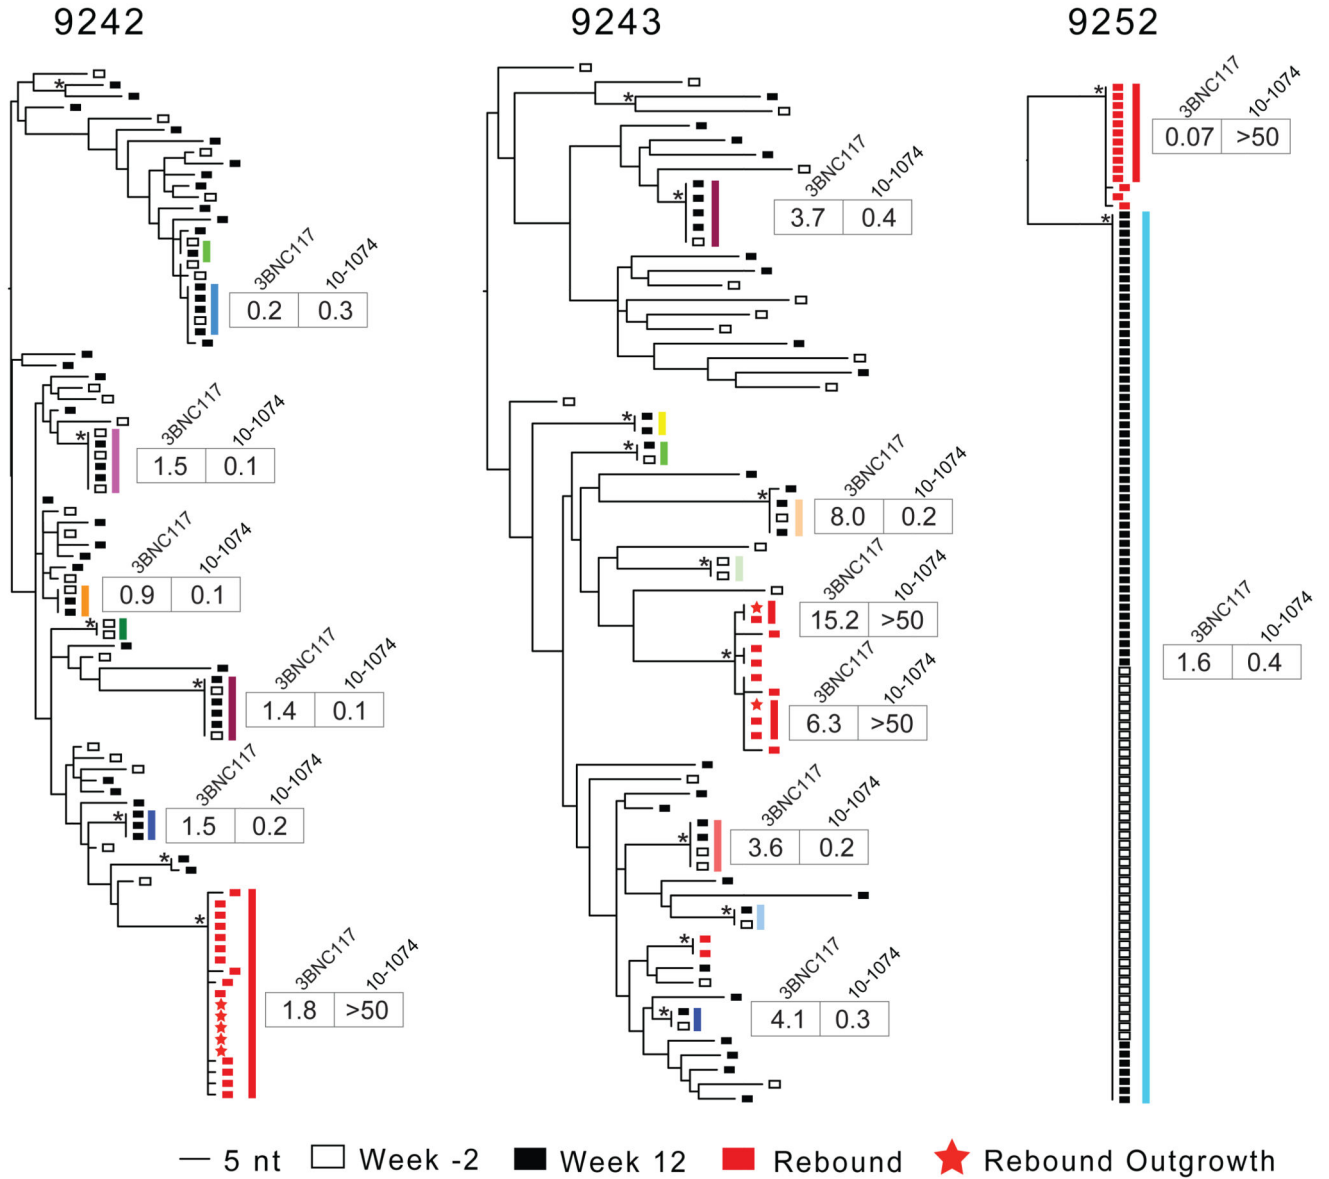 9242
9243
9252
*
3BNC117 10-1074
0.2 0.3
*
3BNC117 10-1074
1.5 0.1
3BNC117 10-1074
0.9 0.1
*
*
3BNC117 10-1074
1.4 0.1
*
3BNC117 10-1074
1.5 0.2
*
*
3BNC117 10-1074
1.8 >50
*
*
3BNC117 10-1074
3.7 0.4
*
*
*
3BNC117 10-1074
8.0 0.2
*
3BNC117 10-1074
15.2 >50
*
3BNC117 10-1074
6.3 >50
*
3BNC117 10-1074
3.6 0.2
*
*
*
3BNC117 10-1074
4.1 0.3
*
3BNC117 10-1074
0.07 >50
*
3BNC117 10-1074
1.6 0.4
5 nt Week -2 Week 12 Rebound Rebound Outgrowth